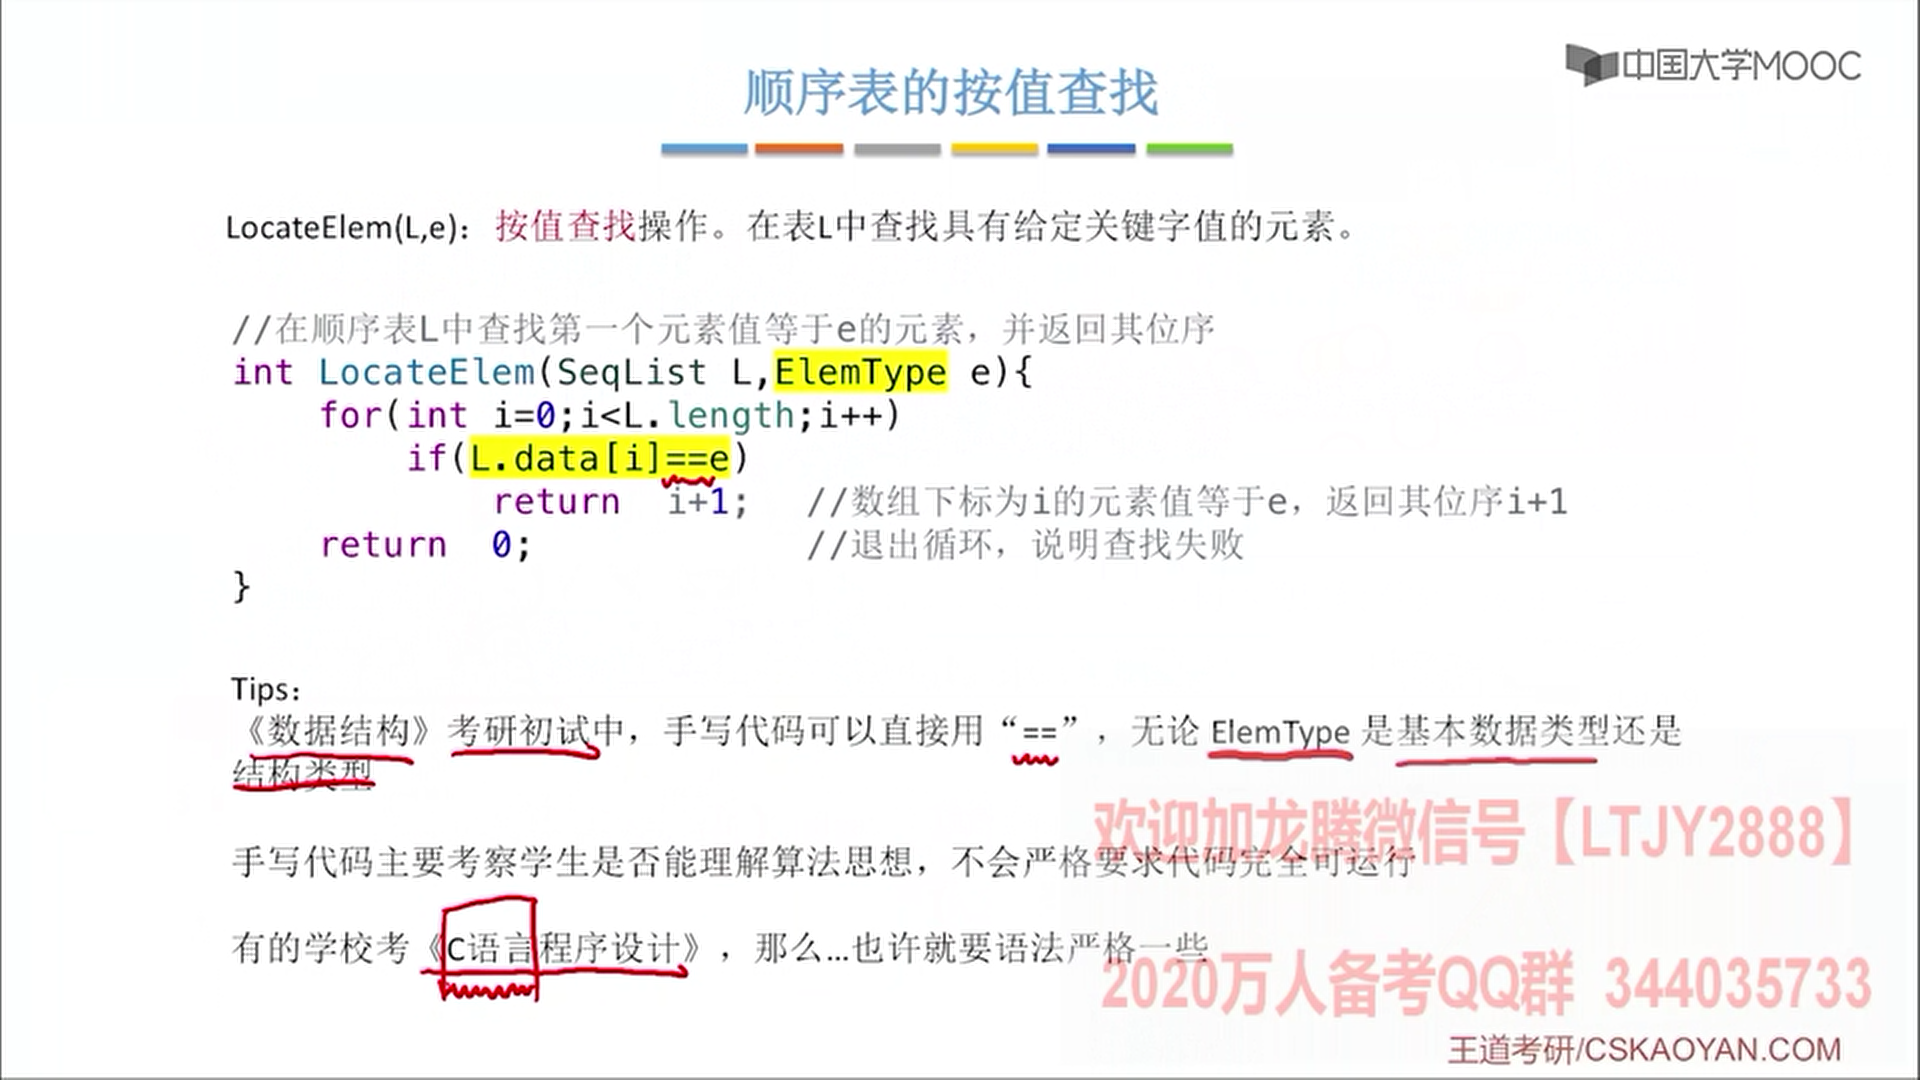 中国大学MOOC
顺序表的按值查找
LocateElem(L,e)：按值查找操作。在表L中查找具有给定关键字值的元素。
//在顺序表L中查找第一个元素值等于e的元素，并返回其位序
int LocateElem(SeqList L,ElemType e){
for(int i=0;i<L.length;i++)
if(L.data[i]==e)
return i+1; //数组下标为i的元素值等于e，返回其位序i+1
return 0; //退出循环，说明查找失败
}
Tips：
《数据结构》考研初试中，手写代码可以直接用“==”，无论 ElemType 是基本数据类型还是
结构类型
手写代码主要考察学生是否能理解算法思想，不会严格要求代码完全可运行
欢迎加龙腾微信号【LTJY2888】
有的学校考《C语言程序设计》，那么…也许就要语法严格一些
2020万人备考QQ群 344035733
王道考研/CSKAOYAN.COM